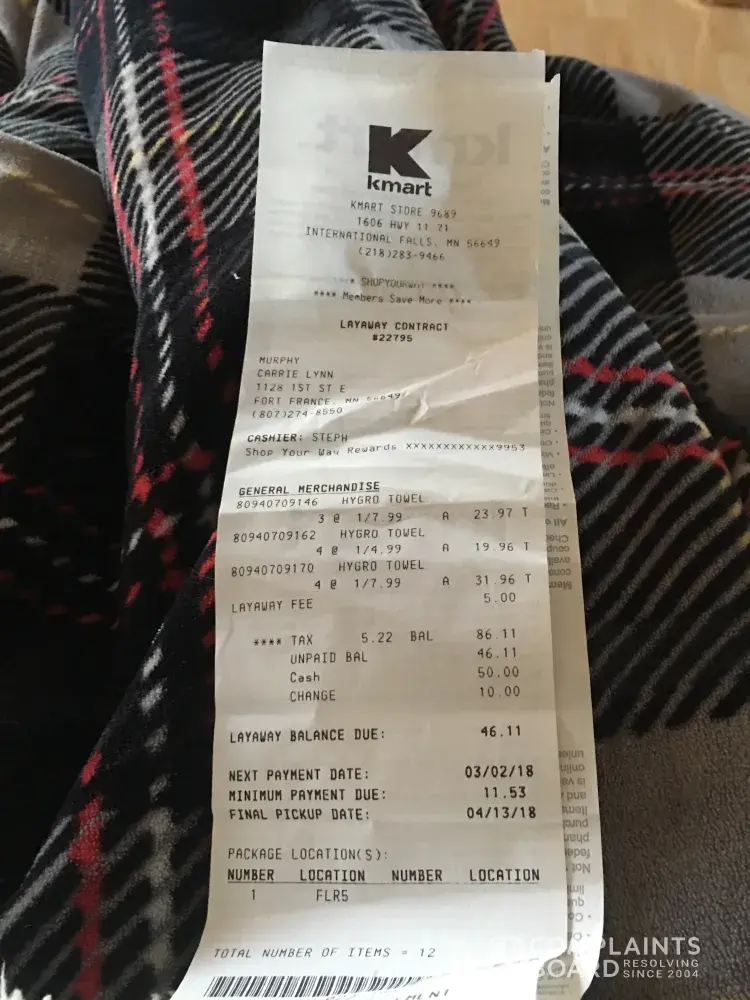 K
kmart
KMART STORE 9689
1606 HWY 11 71
INTERNATIONAL FALLS, MN 56649
(218)283-9466
**** SHOPYOURWAY ****
**** Members Save More ****
LAYAWAY CONTRACT
#22795
MURPHY
CARRIE LYNN
1128 1ST ST E
FORT FRANCE, MN 56649
(807)274-8550
CASHIER: STEPH
Shop Your Way Rewards XXXXXXXXXXXX9953
GENERAL MERCHANDISE
80940709146 HYGRO TOWEL
3 @ 1/7.99 A 23.97 T
80940709162 HYGRO TOWEL
4 @ 1/4.99 A 19.96 T
80940709170 HYGRO TOWEL
4 @ 1/7.99 A 31.96 T
LAYAWAY FEE 5.00
**** TAX 5.22 BAL 86.11
UNPAID BAL 46.11
Cash 50.00
CHANGE 10.00
LAYAWAY BALANCE DUE: 46.11
NEXT PAYMENT DATE: 03/02/18
MINIMUM PAYMENT DUE: 11.53
FINAL PICKUP DATE: 04/13/18
PACKAGE LOCATION(S):
NUMBER LOCATION NUMBER LOCATION
1 FLR5
TOTAL NUMBER OF ITEMS = 12
COMPLAINTS
BOARD RESOLVING
SINCE 2004